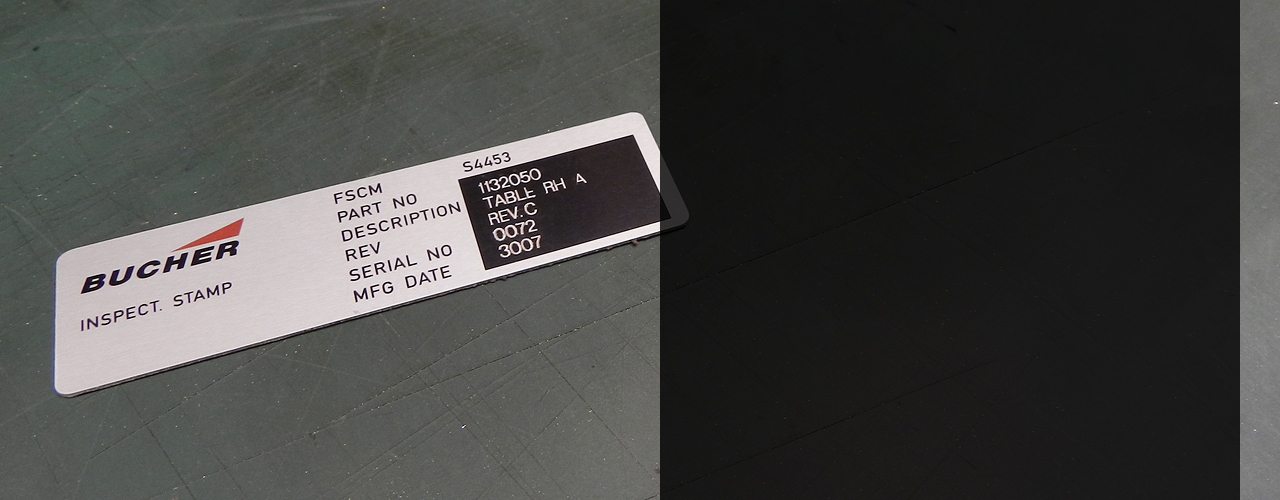 BUCHER
INSPECT. STAMP
FSCM S4453
PART NO 1132050
DESCRIPTION TABLE RH A
REV REV.C
SERIAL NO 0072
MFG DATE 3007